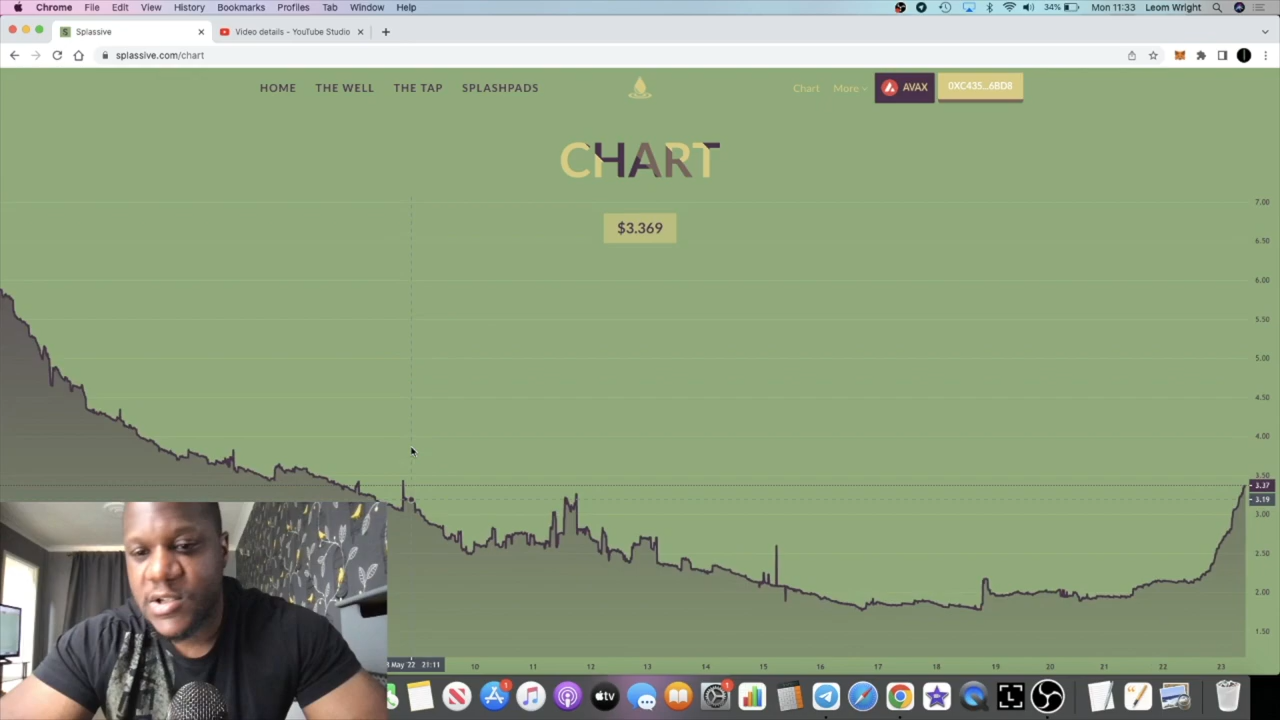 Chrome File Edit View History Bookmarks Profiles Tab Window Help 34% Mon 11:33 Leom Wright
Splassive Video details - YouTube Studio
splassive.com/chart
HOME THE WELL THE TAP SPLASHPADS Chart More AVAX 0XC435...6BD8
CHART
$3.369
7.00
6.50
6.00
5.50
5.00
4.50
4.00
3.50
3.37
3.19
3.00
2.50
2.00
1.50
May '22 21:11 10 11 12 13 14 15 16 17 18 19 20 21 22 23
tv